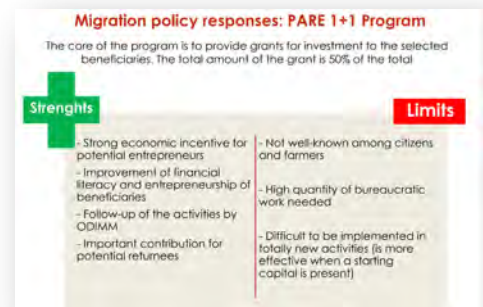 Migration policy responses: PARE 1+1 Program
The core of the program is to provide grants for investment to the selected
beneficiaries. The total amount of the grant is 50% of the total
Strenghts
Limits
- Strong economic incentive for
potential entrepreneurs
- Improvement of financial
literacy and entrepreneurship of
beneficiaries
- Follow-up of the activities by
ODIMM
- Important contribution for
potential returnees
- Not well-known among citizens
and farmers
- High quantity of bureaucratic
work needed
- Difficult to be implemented in
totally new activities (is more
effective when a starting
capital is present)